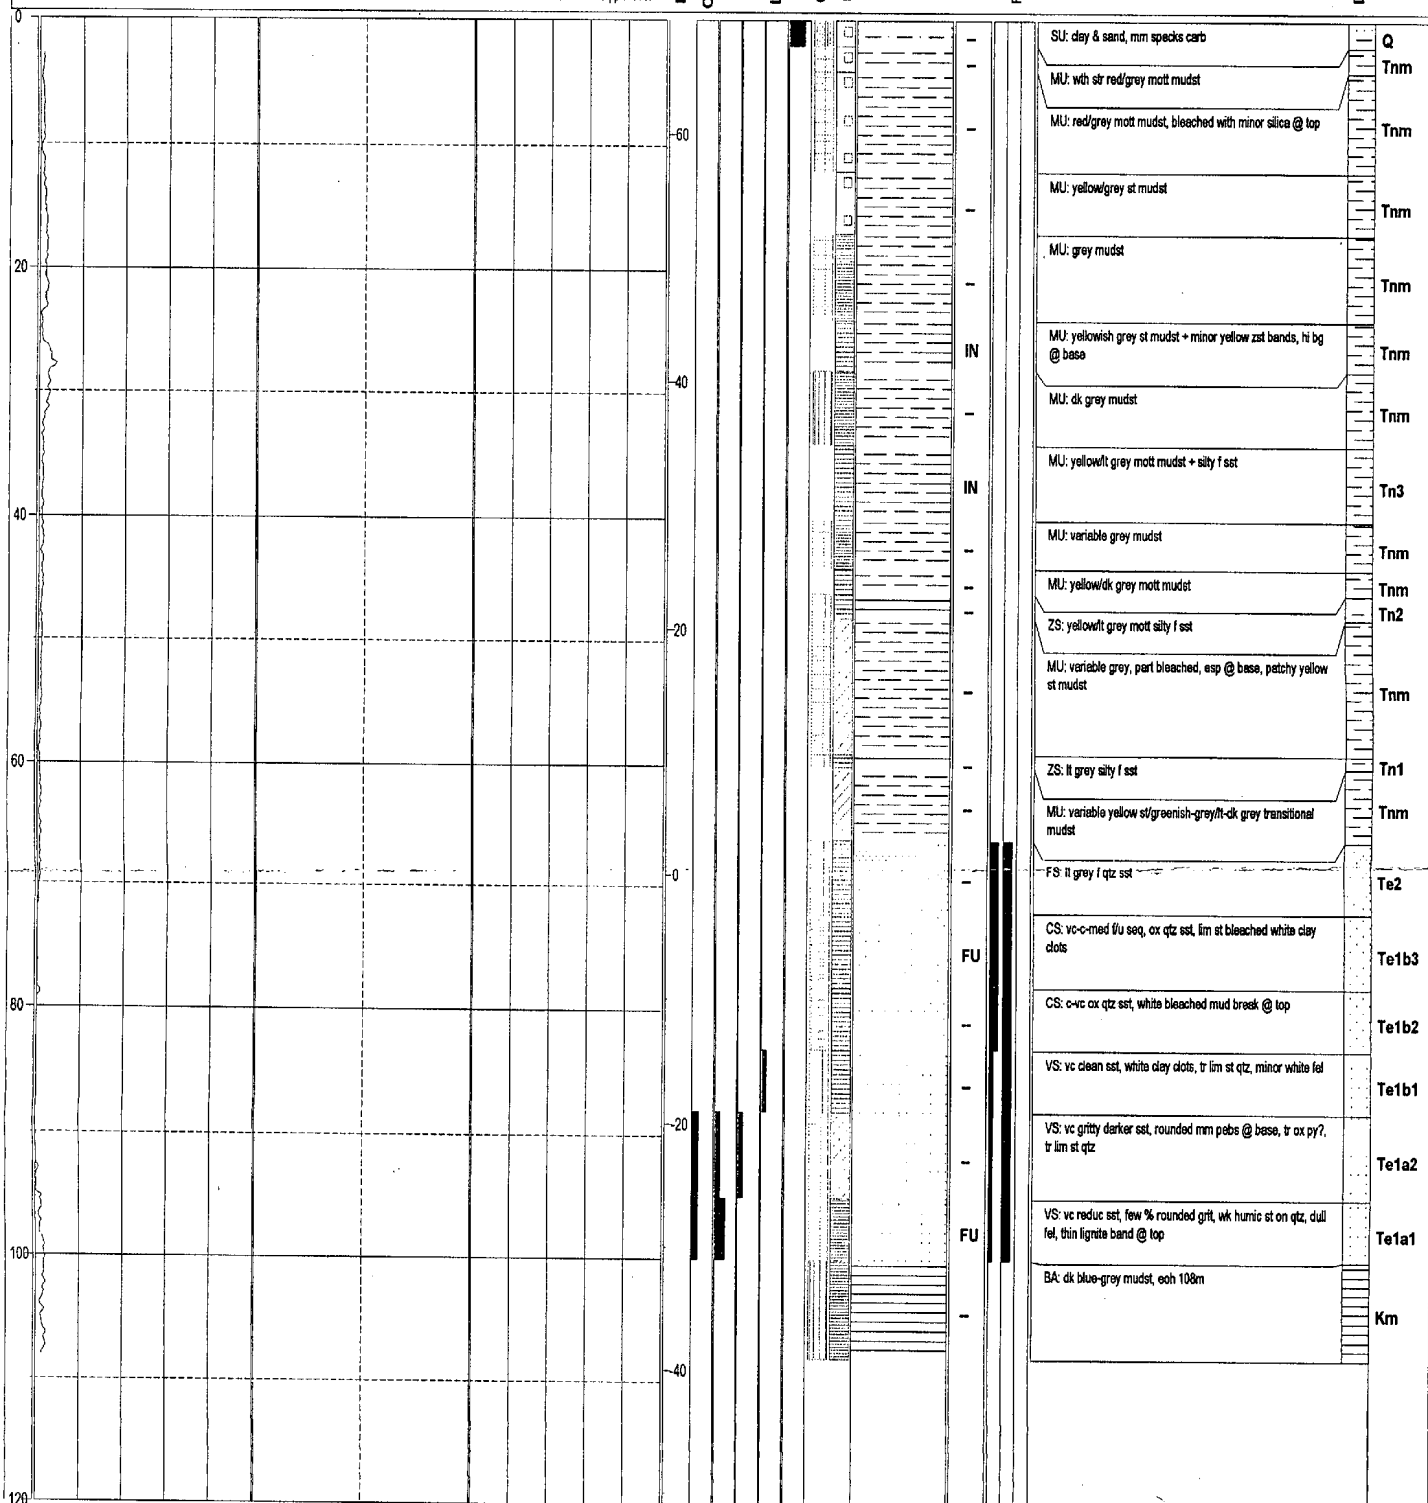 0
SU: clay & sand, mm specks carb
Q
Tnm
MU: wth str red/grey mott mudst
60
MU: red/grey mott mudst, bleached with minor silica @ top
Tnm
MU: yellow/grey st mudst
Tnm
20
MU: grey mudst
Tnm
IN
MU: yellowish grey st mudst + minor yellow zst bands, hi bg
@ base
Tnm
40
MU: dk grey mudst
Tnm
IN
MU: yellow/lt grey mott mudst + silty f sst
Tn3
40
MU: variable grey mudst
Tnm
MU: yellow/dk grey mott mudst
Tnm
Tn2
20
ZS: yellow/lt grey mott silty f sst
MU: variable grey, part bleached, esp @ base, patchy yellow
st mudst
Tnm
60
ZS: lt grey silty f sst
Tn1
MU: variable yellow st/greenish-grey/lt-dk grey transitional
mudst
Tnm
0
FS: lt grey f qtz sst
Te2
FU
CS: vc-c-med f/u seq, ox qtz sst, lim st bleached white clay
clots
Te1b3
80
CS: c-vc ox qtz sst, white bleached mud break @ top
Te1b2
VS: vc clean sst, white clay clots, tr lim st qtz, minor white fel
Te1b1
-20
VS: vc gritty darker sst, rounded mm pebs @ base, tr ox py?,
tr lim st qtz
Te1a2
100
FU
VS: vc reduc sst, few % rounded grit, wk humic st on qtz, dull
fel, thin lignite band @ top
Te1a1
BA: dk blue-grey mudst, eoh 108m
Km
-40
120